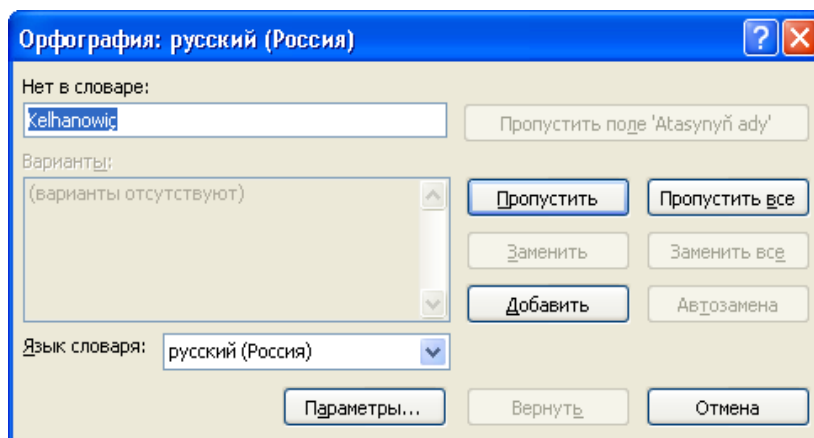 Орфография: русский (Россия)
Нет в словаре:
Kelhanowiç
Пропустить поле 'Atasynyň ady'
Варианты:
(варианты отсутствуют)
Пропустить
Пропустить все
Заменить
Заменить все
Добавить
Автозамена
Язык словаря:
русский (Россия)
Параметры...
Вернуть
Отмена